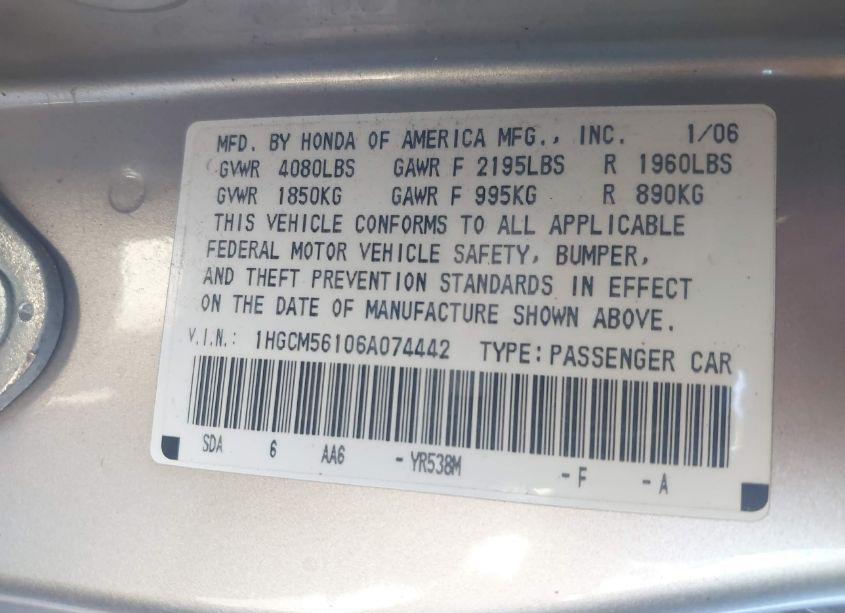 MFD. BY HONDA OF AMERICA MFG., INC. 1/06
GVWR 4080LBS GAWR F 2195LBS R 1960LBS
GVWR 1850KG GAWR F 995KG R 890KG
THIS VEHICLE CONFORMS TO ALL APPLICABLE
FEDERAL MOTOR VEHICLE SAFETY, BUMPER,
AND THEFT PREVENTION STANDARDS IN EFFECT
ON THE DATE OF MANUFACTURE SHOWN ABOVE.
V.I.N.: 1HGCM56106A074442 TYPE: PASSENGER CAR
SDA 6 AA6 - YR538M - F - A